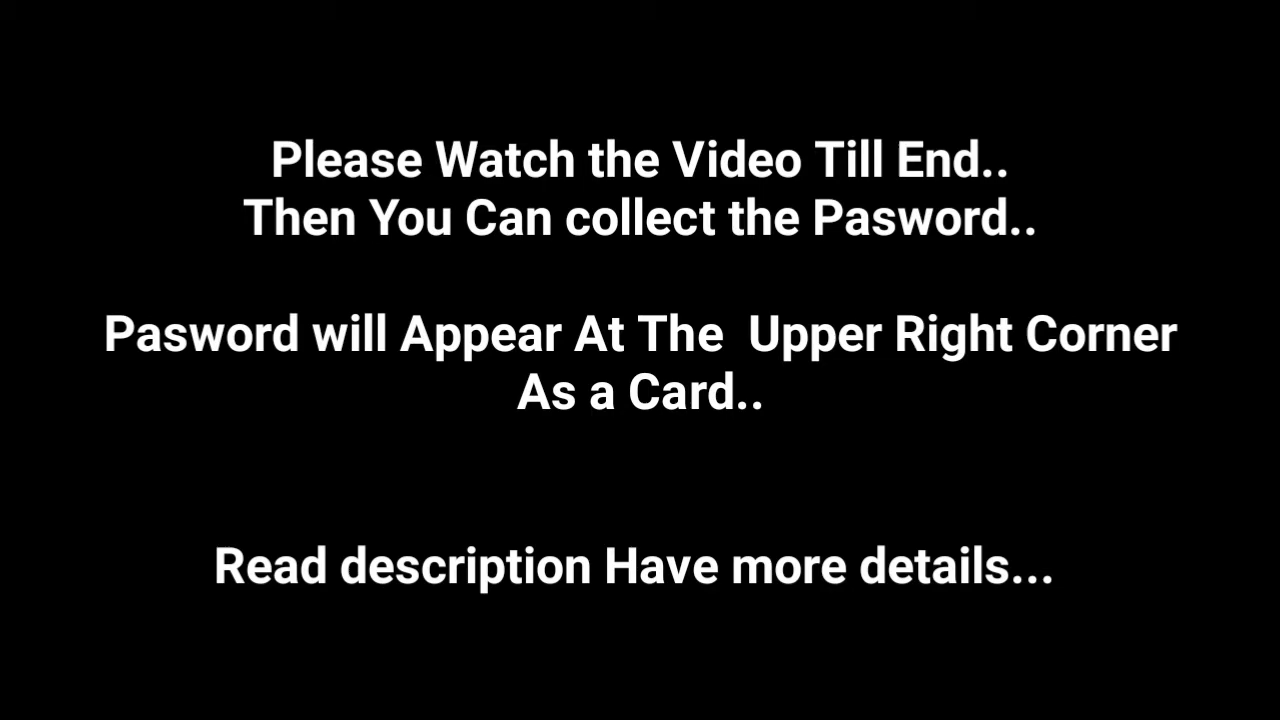 Please Watch the Video Till End..
Then You Can collect the Pasword..
Pasword will Appear At The  Upper Right Corner
As a Card..
Read description Have more details...